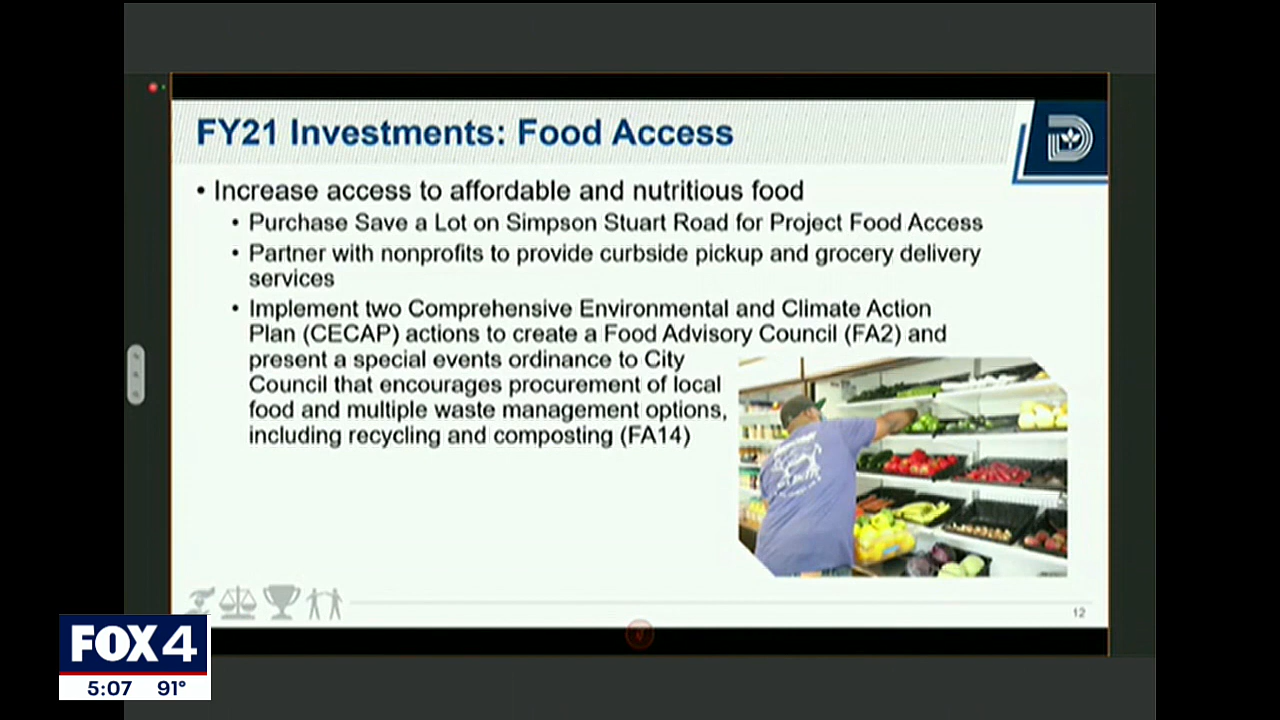 FY21 Investments: Food Access
• Increase access to affordable and nutritious food
• Purchase Save a Lot on Simpson Stuart Road for Project Food Access
• Partner with nonprofits to provide curbside pickup and grocery delivery
services
• Implement two Comprehensive Environmental and Climate Action
Plan (CECAP) actions to create a Food Advisory Council (FA2) and
present a special events ordinance to City
Council that encourages procurement of local
food and multiple waste management options,
including recycling and composting (FA14)
12
FOX 4
5:07 91°